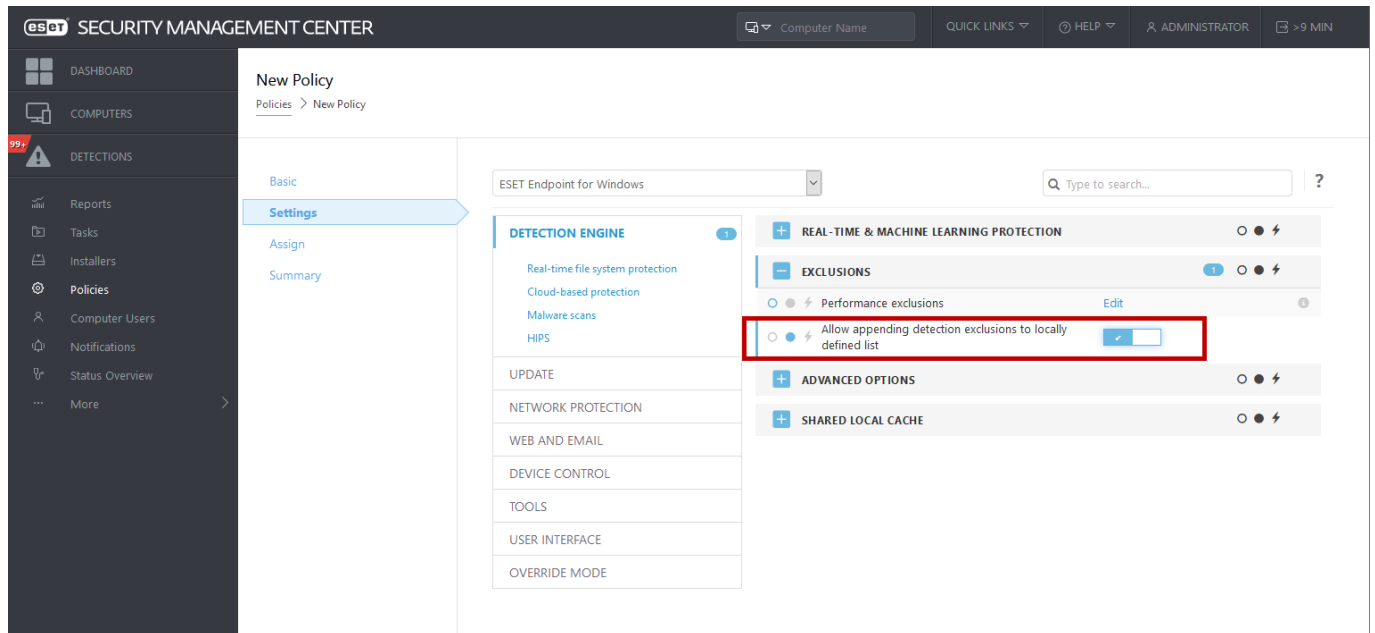 eset SECURITY MANAGEMENT CENTER
Computer Name
QUICK LINKS
HELP
ADMINISTRATOR
>9 MIN
DASHBOARD
COMPUTERS
99+
DETECTIONS
Reports
Tasks
Installers
Policies
Computer Users
Notifications
Status Overview
More
New Policy
Policies > New Policy
Basic
Settings
Assign
Summary
ESET Endpoint for Windows
Type to search...
?
DETECTION ENGINE 1
Real-time file system protection
Cloud-based protection
Malware scans
HIPS
UPDATE
NETWORK PROTECTION
WEB AND EMAIL
DEVICE CONTROL
TOOLS
USER INTERFACE
OVERRIDE MODE
REAL-TIME & MACHINE LEARNING PROTECTION
EXCLUSIONS 1
Performance exclusions Edit
Allow appending detection exclusions to locally
defined list
ADVANCED OPTIONS
SHARED LOCAL CACHE